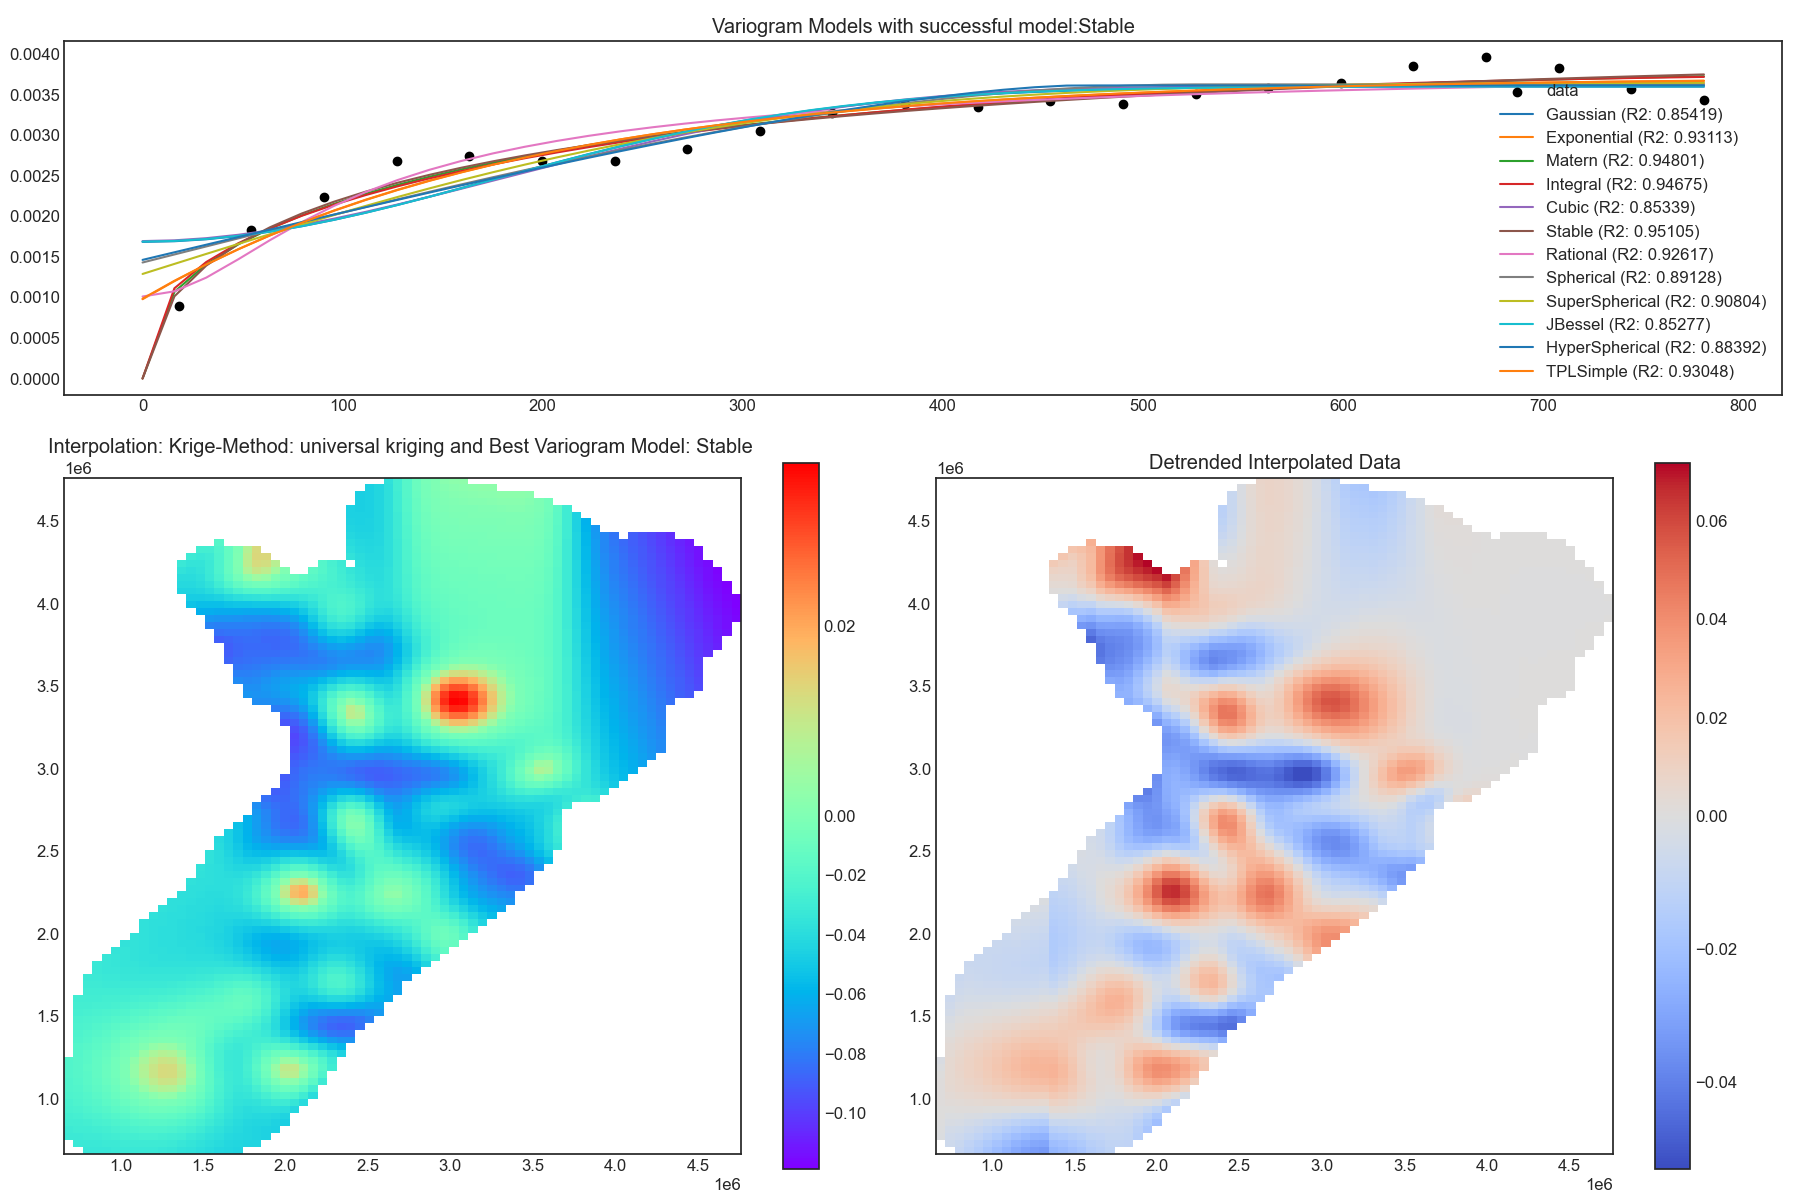 Variogram Models with successful model:Stable
0.0040
0.0035
0.0030
0.0025
0.0020
0.0015
0.0010
0.0005
0.0000
data
Gaussian (R2: 0.85419)
Exponential (R2: 0.93113)
Matern (R2: 0.94801)
Integral (R2: 0.94675)
Cubic (R2: 0.85339)
Stable (R2: 0.95105)
Rational (R2: 0.92617)
Spherical (R2: 0.89128)
SuperSpherical (R2: 0.90804)
JBessel (R2: 0.85277)
HyperSpherical (R2: 0.88392)
TPLSimple (R2: 0.93048)
0 100 200 300 400 500 600 700 800
Interpolation: Krige-Method: universal kriging and Best Variogram Model: Stable
1e6
4.5
4.0
3.5
3.0
2.5
2.0
1.5
1.0
1.0 1.5 2.0 2.5 3.0 3.5 4.0 4.5
1e6
0.02
0.00
−0.02
−0.04
−0.06
−0.08
−0.10
Detrended Interpolated Data
1e6
4.5
4.0
3.5
3.0
2.5
2.0
1.5
1.0
1.0 1.5 2.0 2.5 3.0 3.5 4.0 4.5
1e6
0.06
0.04
0.02
0.00
−0.02
−0.04